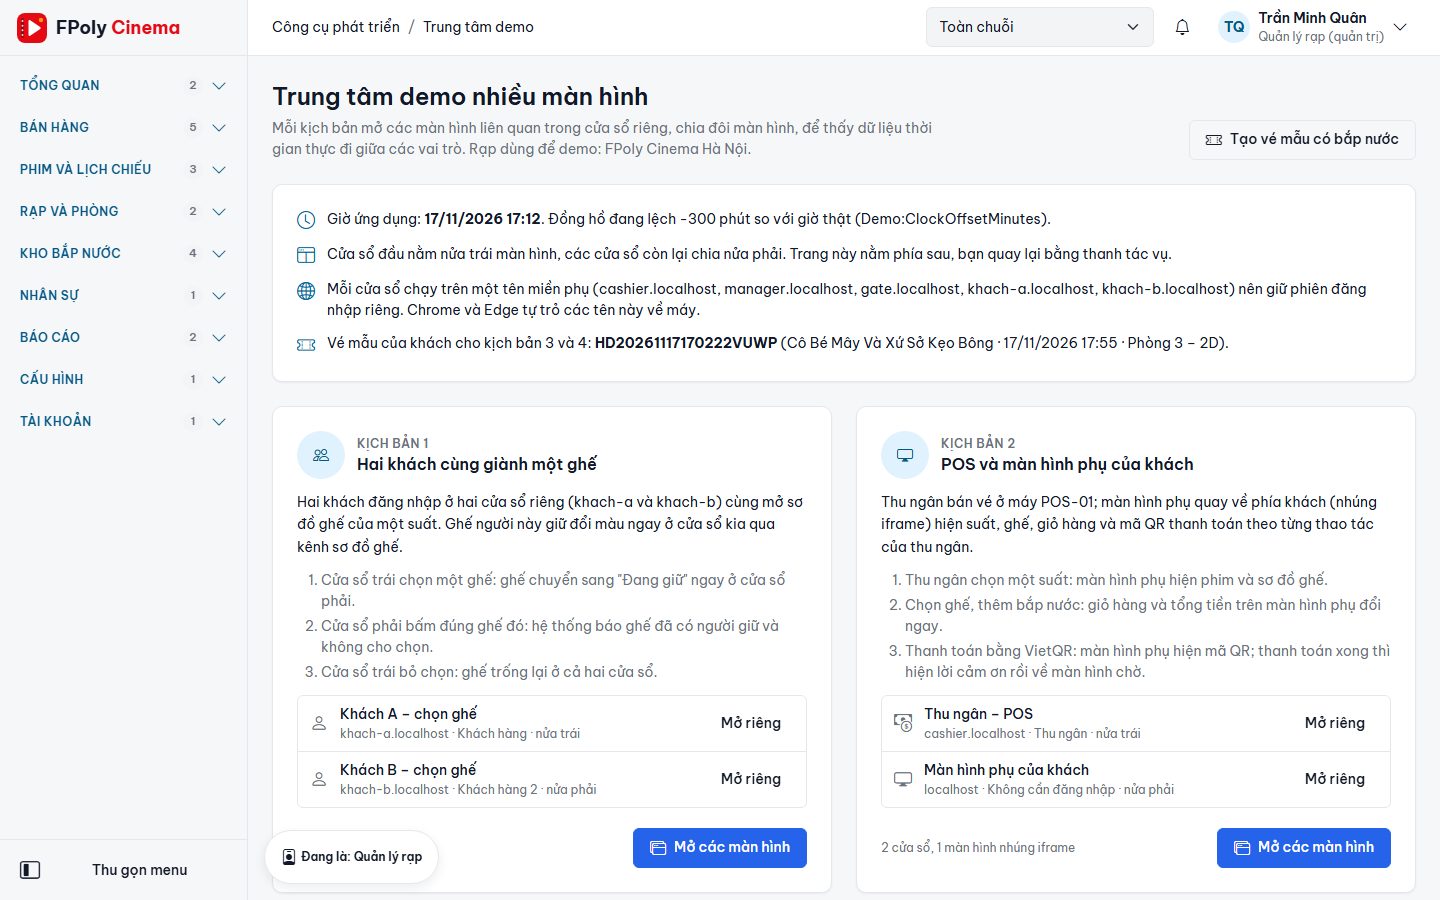 FPoly Cinema
Công cụ phát triển / Trung tâm demo
Toàn chuỗi
TQ
Trần Minh Quân
Quản lý rạp (quản trị)
TỔNG QUAN 2
BÁN HÀNG 5
PHIM VÀ LỊCH CHIẾU 3
RẠP VÀ PHÒNG 2
KHO BẮP NƯỚC 4
NHÂN SỰ 1
BÁO CÁO 2
CẤU HÌNH 1
TÀI KHOẢN 1
Thu gọn menu
Trung tâm demo nhiều màn hình
Mỗi kịch bản mở các màn hình liên quan trong cửa sổ riêng, chia đôi màn hình, để thấy dữ liệu thời
gian thực đi giữa các vai trò. Rạp dùng để demo: FPoly Cinema Hà Nội.
Tạo vé mẫu có bắp nước
Giờ ứng dụng: 17/11/2026 17:12. Đồng hồ đang lệch -300 phút so với giờ thật (Demo:ClockOffsetMinutes).
Cửa sổ đầu nằm nửa trái màn hình, các cửa sổ còn lại chia nửa phải. Trang này nằm phía sau, bạn quay lại bằng thanh tác vụ.
Mỗi cửa sổ chạy trên một tên miền phụ (cashier.localhost, manager.localhost, gate.localhost, khach-a.localhost, khach-b.localhost) nên giữ phiên đăng
nhập riêng. Chrome và Edge tự trỏ các tên này về máy.
Vé mẫu của khách cho kịch bản 3 và 4: HD20261117170222VUWP (Cô Bé Mây Và Xứ Sở Kẹo Bông · 17/11/2026 17:55 · Phòng 3 – 2D).
KỊCH BẢN 1
Hai khách cùng giành một ghế
Hai khách đăng nhập ở hai cửa sổ riêng (khach-a và khach-b) cùng mở sơ
đồ ghế của một suất. Ghế người này giữ đổi màu ngay ở cửa sổ kia qua
kênh sơ đồ ghế.
1. Cửa sổ trái chọn một ghế: ghế chuyển sang "Đang giữ" ngay ở cửa sổ
phải.
2. Cửa sổ phải bấm đúng ghế đó: hệ thống báo ghế đã có người giữ và
không cho chọn.
3. Cửa sổ trái bỏ chọn: ghế trống lại ở cả hai cửa sổ.
Khách A – chọn ghế
khach-a.localhost · Khách hàng · nửa trái
Mở riêng
Khách B – chọn ghế
khach-b.localhost · Khách hàng 2 · nửa phải
Mở riêng
Đang là: Quản lý rạp
Mở các màn hình
KỊCH BẢN 2
POS và màn hình phụ của khách
Thu ngân bán vé ở máy POS-01; màn hình phụ quay về phía khách (nhúng
iframe) hiện suất, ghế, giỏ hàng và mã QR thanh toán theo từng thao tác
của thu ngân.
1. Thu ngân chọn một suất: màn hình phụ hiện phim và sơ đồ ghế.
2. Chọn ghế, thêm bắp nước: giỏ hàng và tổng tiền trên màn hình phụ đổi
ngay.
3. Thanh toán bằng VietQR: màn hình phụ hiện mã QR; thanh toán xong thì
hiện lời cảm ơn rồi về màn hình chờ.
Thu ngân – POS
cashier.localhost · Thu ngân · nửa trái
Mở riêng
Màn hình phụ của khách
localhost · Không cần đăng nhập · nửa phải
Mở riêng
2 cửa sổ, 1 màn hình nhúng iframe
Mở các màn hình